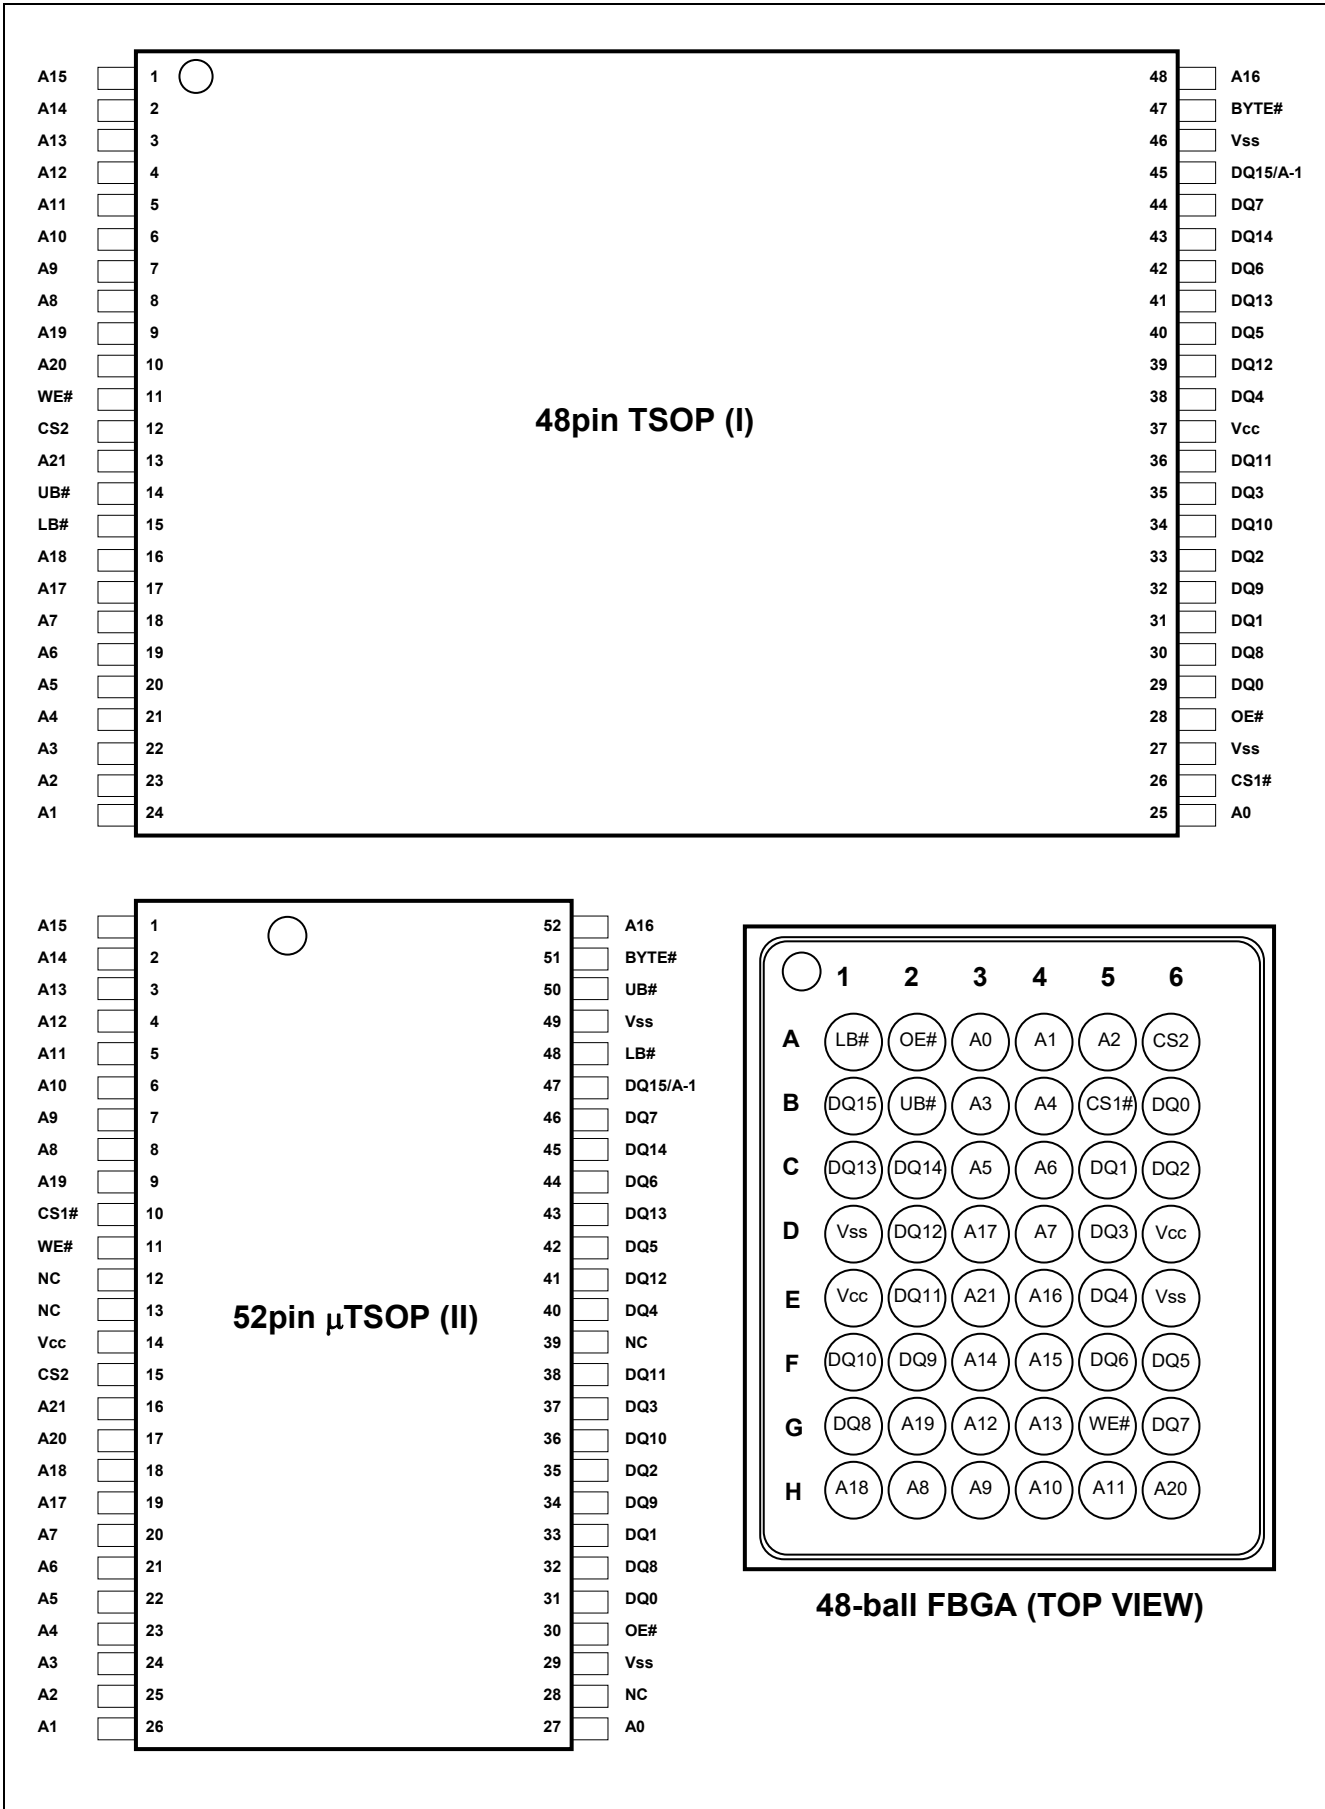 A15 1 48 A16
A14 2 47 BYTE#
A13 3 46 Vss
A12 4 45 DQ15/A-1
A11 5 44 DQ7
A10 6 43 DQ14
A9 7 42 DQ6
A8 8 41 DQ13
A19 9 40 DQ5
A20 10 39 DQ12
WE# 11 38 DQ4
48pin TSOP (I)
CS2 12 37 Vcc
A21 13 36 DQ11
UB# 14 35 DQ3
LB# 15 34 DQ10
A18 16 33 DQ2
A17 17 32 DQ9
A7 18 31 DQ1
A6 19 30 DQ8
A5 20 29 DQ0
A4 21 28 OE#
A3 22 27 Vss
A2 23 26 CS1#
A1 24 25 A0
A15 1 52 A16
A14 2 51 BYTE#
A13 3 50 UB#
A12 4 49 Vss
A11 5 48 LB#
A10 6 47 DQ15/A-1
A9 7 46 DQ7
A8 8 45 DQ14
A19 9 44 DQ6
CS1# 10 43 DQ13
WE# 11 42 DQ5
NC 12 41 DQ12
NC 13 40 DQ4
52pin μTSOP (II)
Vcc 14 39 NC
CS2 15 38 DQ11
A21 16 37 DQ3
A20 17 36 DQ10
A18 18 35 DQ2
A17 19 34 DQ9
A7 20 33 DQ1
A6 21 32 DQ8
A5 22 31 DQ0
A4 23 30 OE#
A3 24 29 Vss
A2 25 28 NC
A1 26 27 A0
1 2 3 4 5 6
A LB# OE# A0 A1 A2 CS2
B DQ15 UB# A3 A4 CS1# DQ0
C DQ13 DQ14 A5 A6 DQ1 DQ2
D Vss DQ12 A17 A7 DQ3 Vcc
E Vcc DQ11 A21 A16 DQ4 Vss
F DQ10 DQ9 A14 A15 DQ6 DQ5
G DQ8 A19 A12 A13 WE# DQ7
H A18 A8 A9 A10 A11 A20
48-ball FBGA (TOP VIEW)